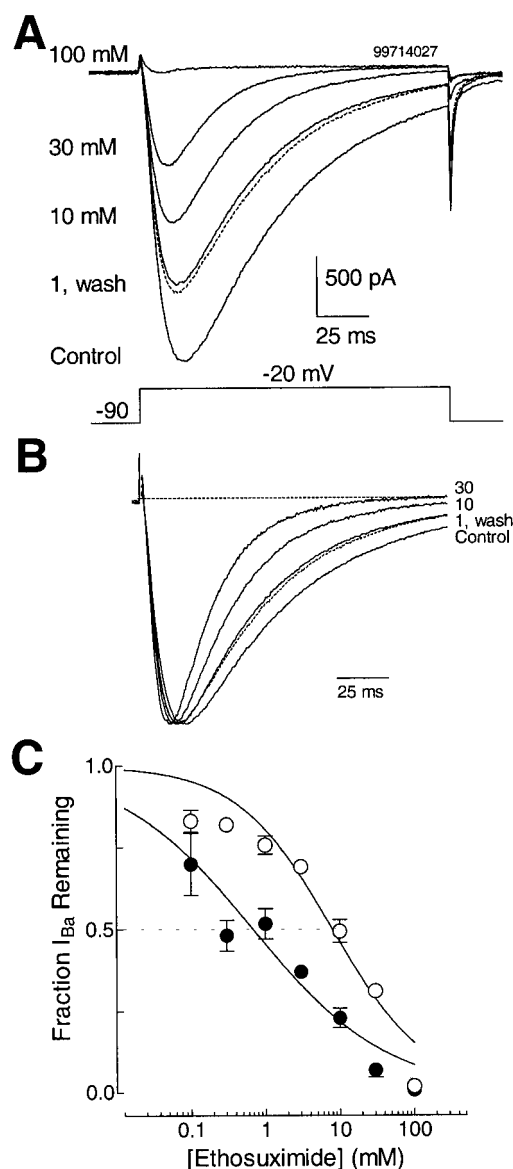 A
100 mM
99714027
30 mM
10 mM
1, wash
500 pA
25 ms
Control
-20 mV
-90
B
30
10
1, wash
Control
25 ms
C
1.0
Fraction IBa Remaining
0.5
0.0
0.1
1
10
100
[Ethosuximide] (mM)